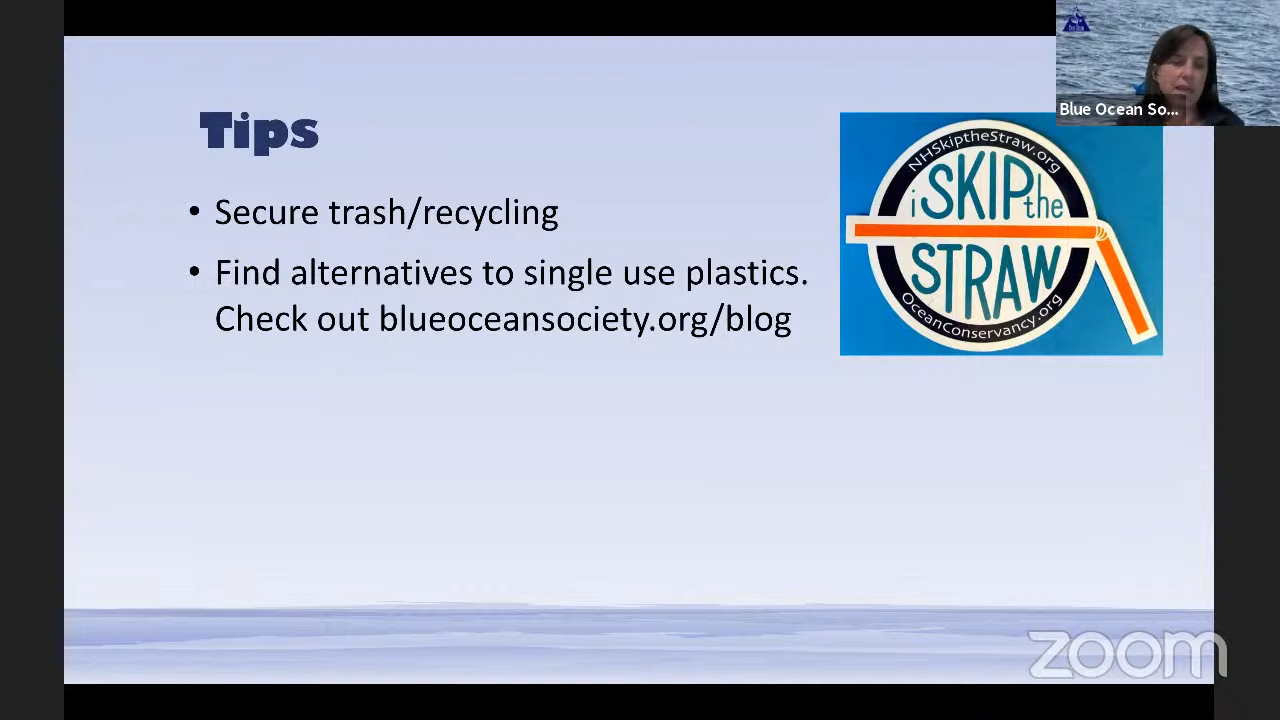 Blue Ocean So...
Tips
• Secure trash/recycling
• Find alternatives to single use plastics.
Check out blueoceansociety.org/blog
NHSkiptheStraw.org
i SKIP the
STRAW
OceanConservancy.org
zoom